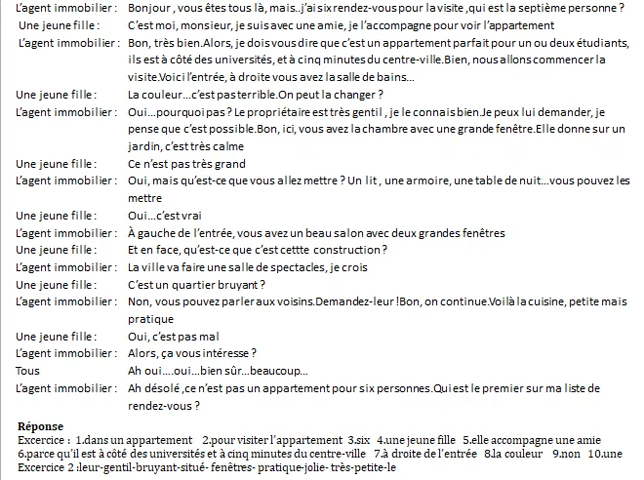 L'agent immobilier : Bonjour , vous êtes tous là, mais..j'ai six rendez-vous pour la visite ,qui est la septième personne ?
Une jeune fille : C'est moi, monsieur, je suis avec une amie, je l'accompagne pour voir l'appartement
L'agent immobilier : Bon, très bien.Alors, je dois vous dire que c'est un appartement parfait pour un ou deux étudiants,
ils est à côté des universités, et à cinq minutes du centre-ville.Bien, nous allons commencer la
visite.Voici l'entrée, à droite vous avez la salle de bains...
Une jeune fille : La couleur...c'est pas terrible.On peut la changer ?
L'agent immobilier : Oui...pourquoi pas ? Le propriétaire est très gentil , je le connais bien.Je peux lui demander, je
pense que c'est possible.Bon, ici, vous avez la chambre avec une grande fenêtre.Elle donne sur un
jardin, c'est très calme
Une jeune fille : Ce n'est pas très grand
L'agent immobilier : Oui, mais qu'est-ce que vous allez mettre ? Un lit , une armoire, une table de nuit...vous pouvez les
mettre
Une jeune fille : Oui...c'est vrai
L'agent immobilier : À gauche de l'entrée, vous avez un beau salon avec deux grandes fenêtres
Une jeune fille : Et en face, qu'est-ce que c'est cettte construction ?
L'agent immobilier : La ville va faire une salle de spectacles, je crois
Une jeune fille : C'est un quartier bruyant ?
L'agent immobilier : Non, vous pouvez parler aux voisins.Demandez-leur !Bon, on continue.Voilà la cuisine, petite mais
pratique
Une jeune fille : Oui, c'est pas mal
L'agent immobilier : Alors, ça vous intéresse ?
Tous Ah oui....oui...bien sûr...beaucoup...
L'agent immobilier : Ah désolé ,ce n'est pas un appartement pour six personnes.Qui est le premier sur ma liste de
rendez-vous ?
Réponse
Excercice : 1.dans un appartement 2.pour visiter l'appartement 3.six 4.une jeune fille 5.elle accompagne une amie
6.parce qu'il est à côté des universités et à cinq minutes du centre-ville 7.à droite de l'entrée 8.la couleur 9.non 10.une
Excercice 2 :leur-gentil-bruyant-situé- fenêtres- pratique-jolie- très-petite-le